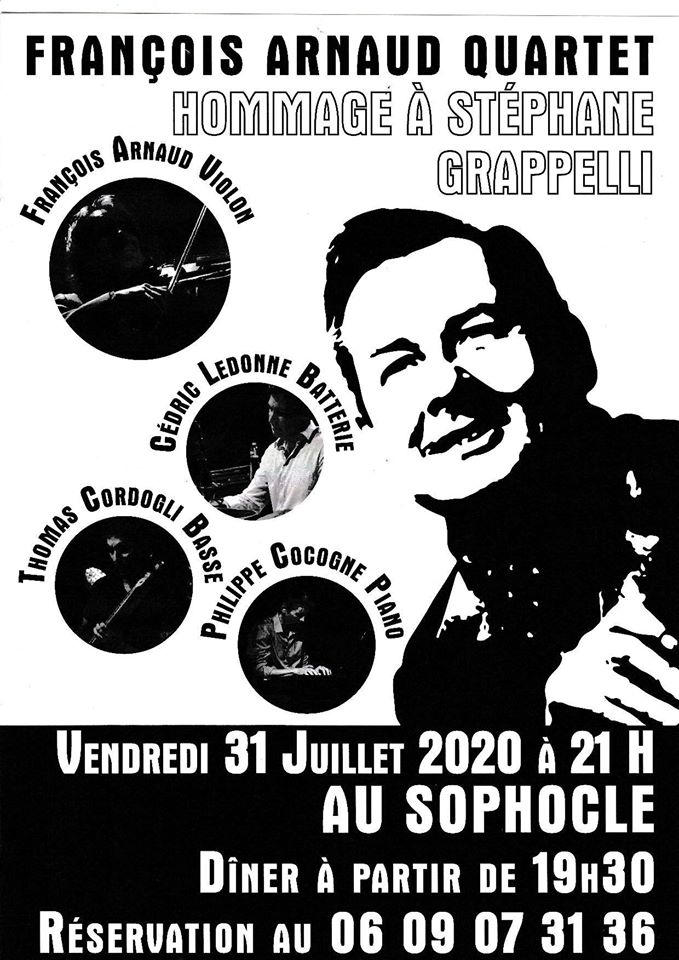 FRANÇOIS ARNAUD QUARTET
HOMMAGE À STÉPHANE
GRAPPELLI
FRANÇOIS ARNAUD VIOLON
CÉDRIC LEDONNE BATTERIE
THOMAS CORDOGLI BASSE
PHILIPPE COCOGNE PIANO
VENDREDI 31 JUILLET 2020 À 21 H
AU SOPHOCLE
DÎNER À PARTIR DE 19H30
RÉSERVATION AU 06 09 07 31 36